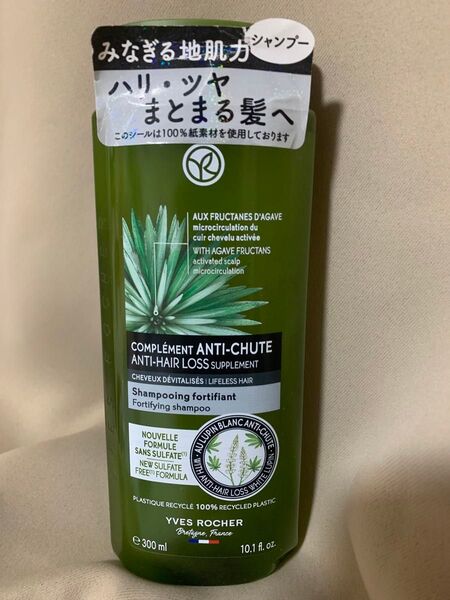 みなぎる地肌力
シャンプー
ハリ・ツヤ
まとまる髪へ
このシールは100%紙素材を使用しております
YR
AUX FRUCTANES D'AGAVE
microcirculation du
cuir chevelu activée
WITH AGAVE FRUCTANS
activated scalp
microcirculation
COMPLÉMENT ANTI-CHUTE
ANTI-HAIR LOSS SUPPLEMENT
CHEVEUX DÉVITALISÉS | LIFELESS HAIR
Shampooing fortifiant
Fortifying shampoo
NOUVELLE
FORMULE
SANS SULFATE(1)
NEW SULFATE
FREE(1) FORMULA
AU LUPIN BLANC ANTI-CHUTE
WITH ANTI-HAIR LOSS WHITE LUPIN
PLASTIQUE RECYCLÉ 100% RECYCLED PLASTIC
YVES ROCHER
Bretagne, France
e 300 ml
10.1 fl. oz.